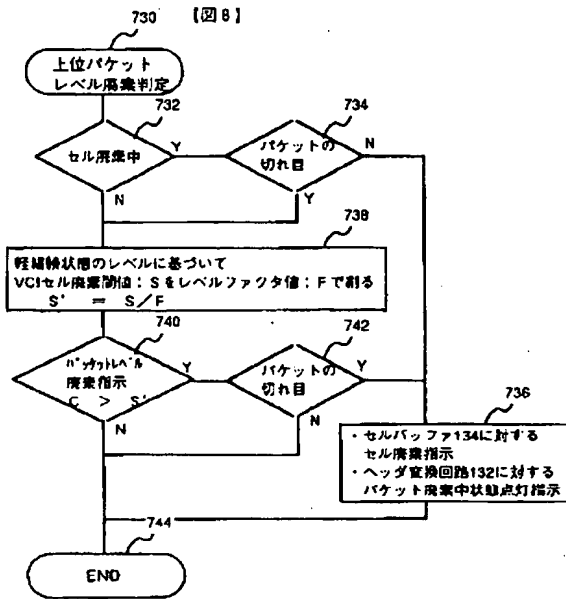 【図8】
730
上位パケット
レベル廃棄判定
732
セル廃棄中
Y
N
734
パケットの
切れ目
N
Y
738
軽輻輳状態のレベルに基づいて
VCIセル廃棄閾値：SをレベルファクタF値：Fで割る
S' = S/F
740
パケットレベル
廃棄指示
C > S'
Y
N
742
パケットの
切れ目
Y
N
736
・セルバッファ134に対する
セル廃棄指示
・ヘッダ変換回路132に対する
パケット廃棄中状態点灯指示
744
END